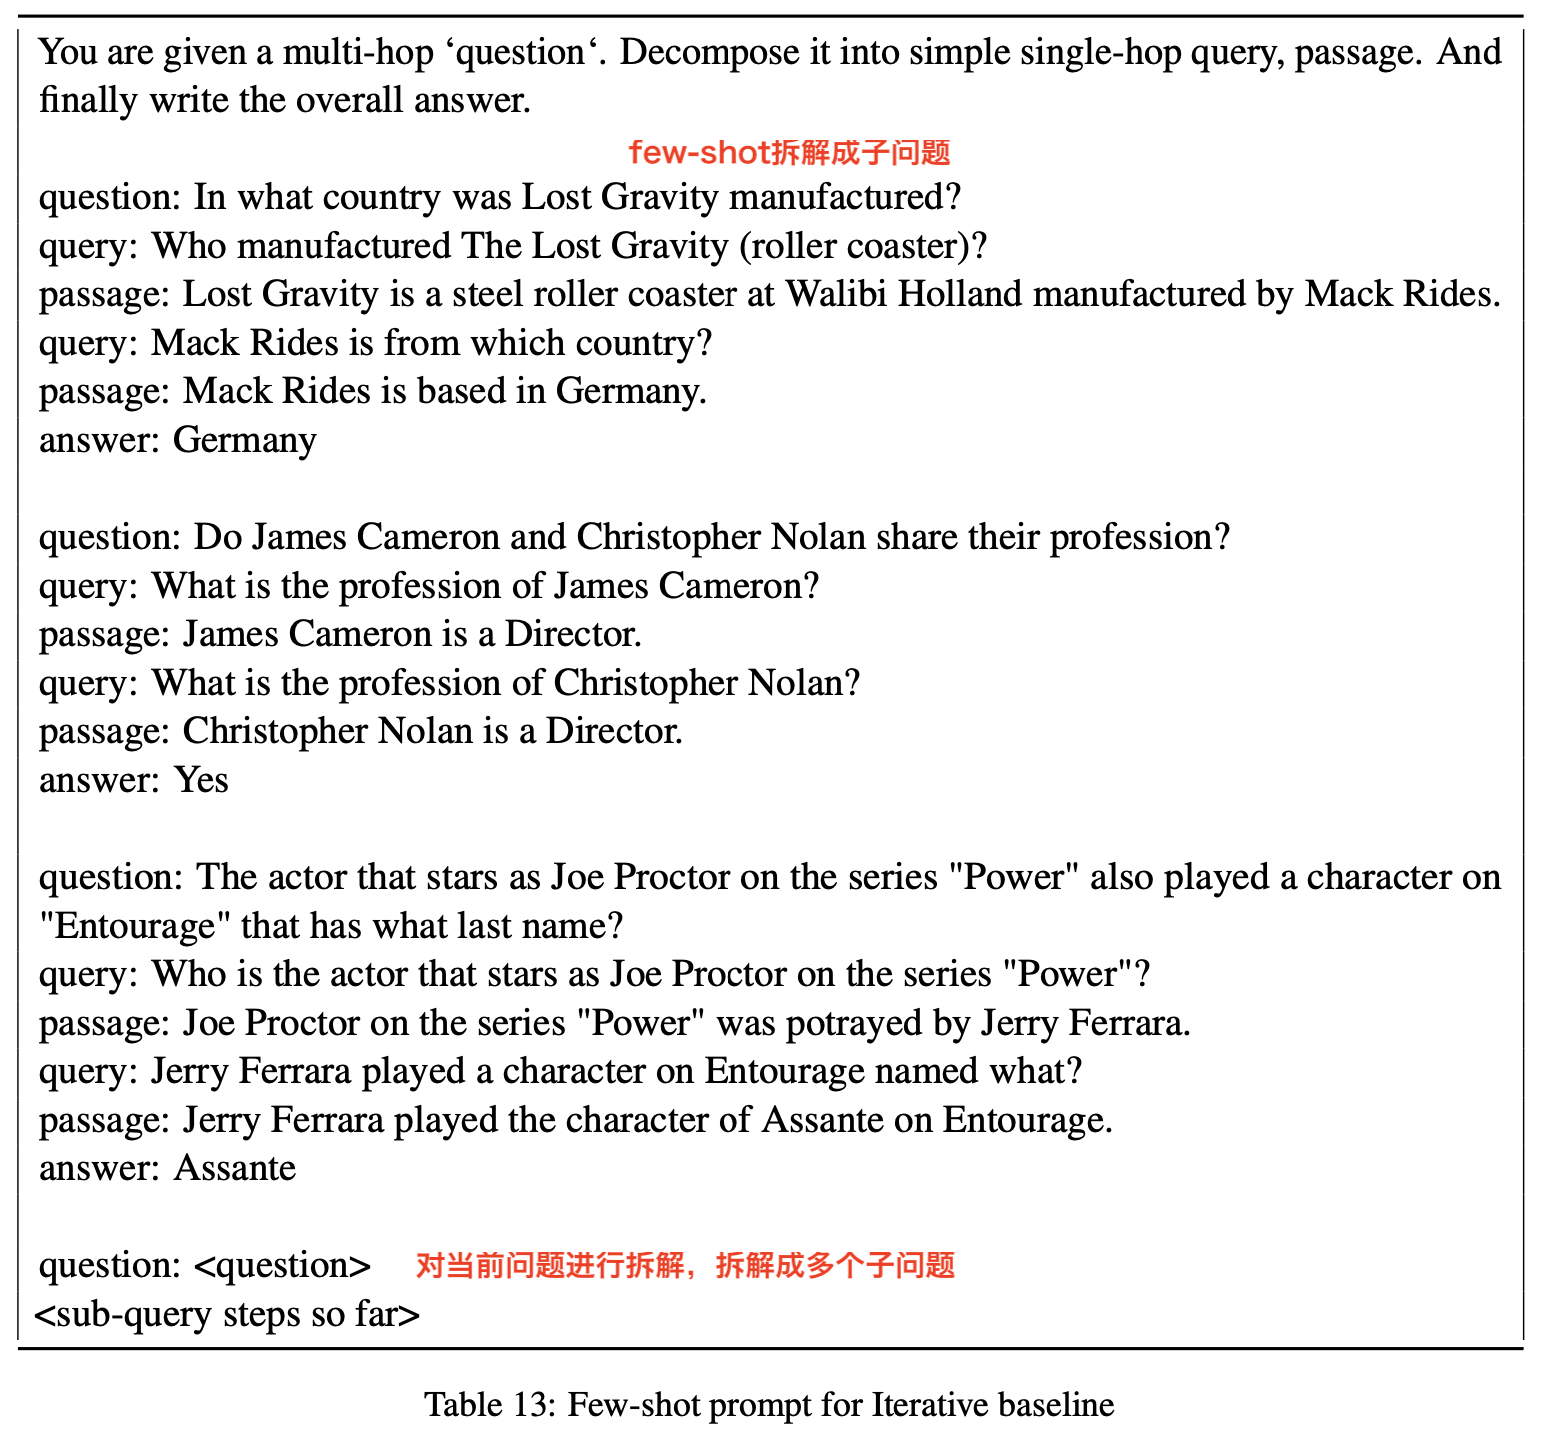 You are given a multi-hop ‘question‘. Decompose it into simple single-hop query, passage. And
finally write the overall answer.
few-shot拆解成子问题
question: In what country was Lost Gravity manufactured?
query: Who manufactured The Lost Gravity (roller coaster)?
passage: Lost Gravity is a steel roller coaster at Walibi Holland manufactured by Mack Rides.
query: Mack Rides is from which country?
passage: Mack Rides is based in Germany.
answer: Germany
question: Do James Cameron and Christopher Nolan share their profession?
query: What is the profession of James Cameron?
passage: James Cameron is a Director.
query: What is the profession of Christopher Nolan?
passage: Christopher Nolan is a Director.
answer: Yes
question: The actor that stars as Joe Proctor on the series "Power" also played a character on
"Entourage" that has what last name?
query: Who is the actor that stars as Joe Proctor on the series "Power"?
passage: Joe Proctor on the series "Power" was potrayed by Jerry Ferrara.
query: Jerry Ferrara played a character on Entourage named what?
passage: Jerry Ferrara played the character of Assante on Entourage.
answer: Assante
question: <question> 对当前问题进行拆解，拆解成多个子问题
<sub-query steps so far>
Table 13: Few-shot prompt for Iterative baseline